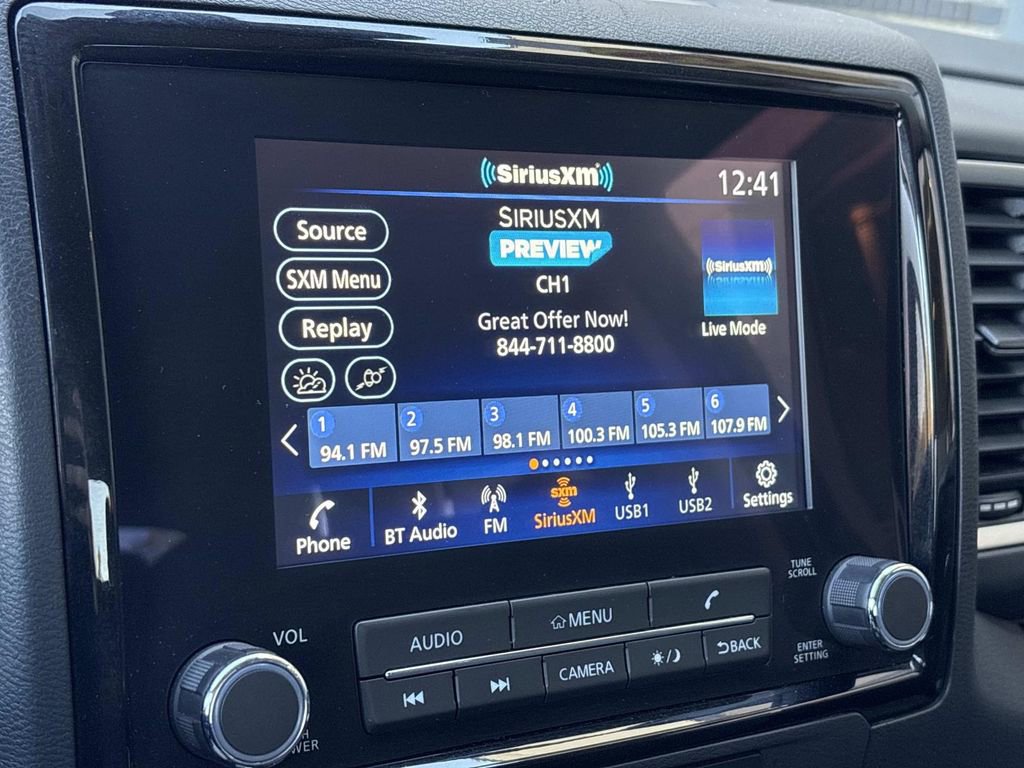 SiriusXM
12:41
Source
SXM Menu
Replay
SIRIUSXM
PREVIEW
CH1
Great Offer Now!
844-711-8800
SiriusXM
Live Mode
1 94.1 FM
2 97.5 FM
3 98.1 FM
4 100.3 FM
5 105.3 FM
6 107.9 FM
Phone
BT Audio
FM
sxm
SiriusXM
USB1
USB2
Settings
VOL
AUDIO
MENU
CAMERA
BACK
TUNE
SCROLL
ENTER
SETTING